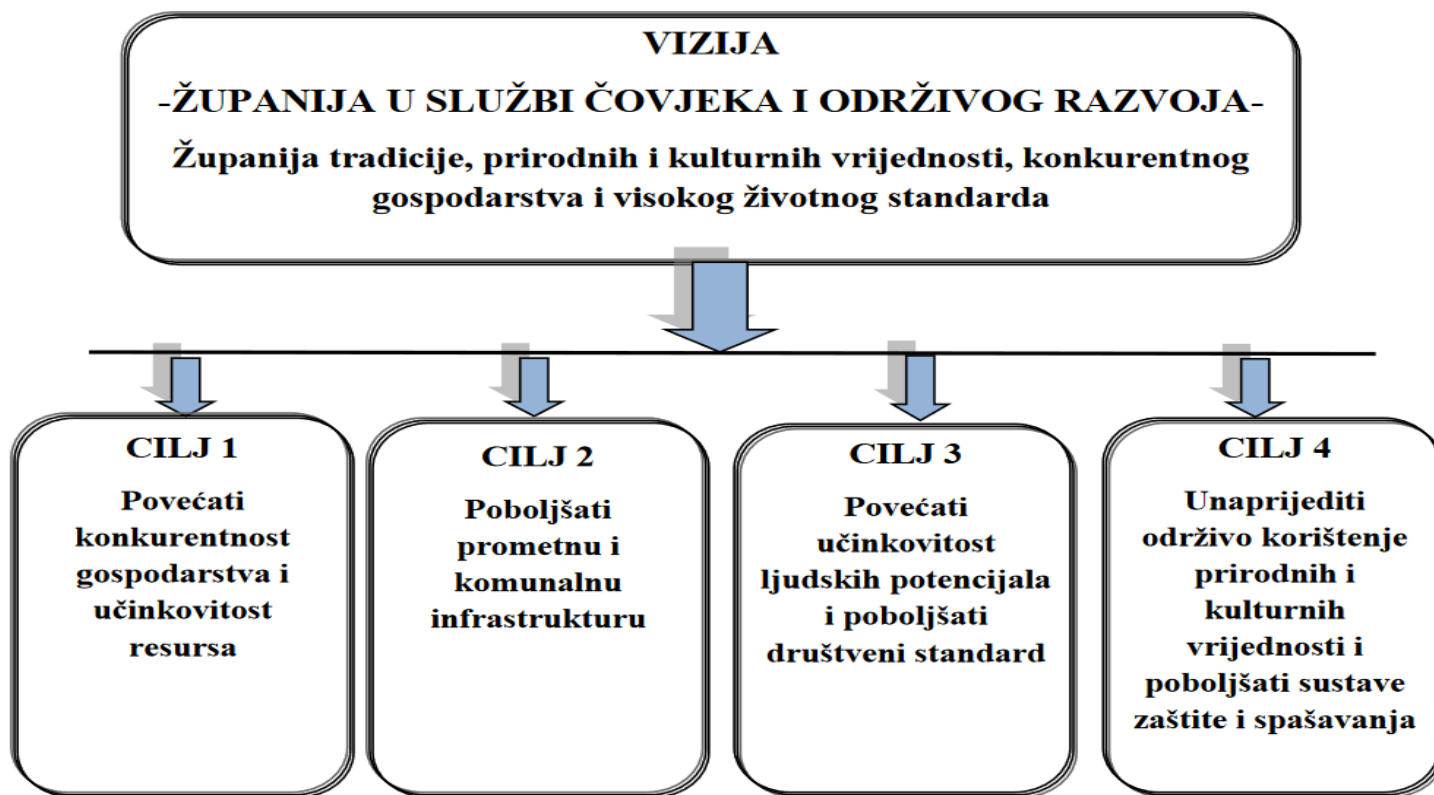 VIZIJA
-ŽUPANIJA U SLUŽBI ČOVJEKA I ODRŽIVOG RAZVOJA-
Županija tradicije, prirodnih i kulturnih vrijednosti, konkurentnog
gospodarstva i visokog životnog standarda
CILJ 1
Povećati
konkurentnost
gospodarstva i
učinkovitost
resursa
CILJ 2
Poboljšati
prometnu i
komunalnu
infrastrukturu
CILJ 3
Povećati
učinkovitost
ljudskih potencijala
i poboljšati
društveni standard
CILJ 4
Unaprijediti
održivo korištenje
prirodnih i
kulturnih
vrijednosti i
poboljšati sustave
zaštite i spašavanja